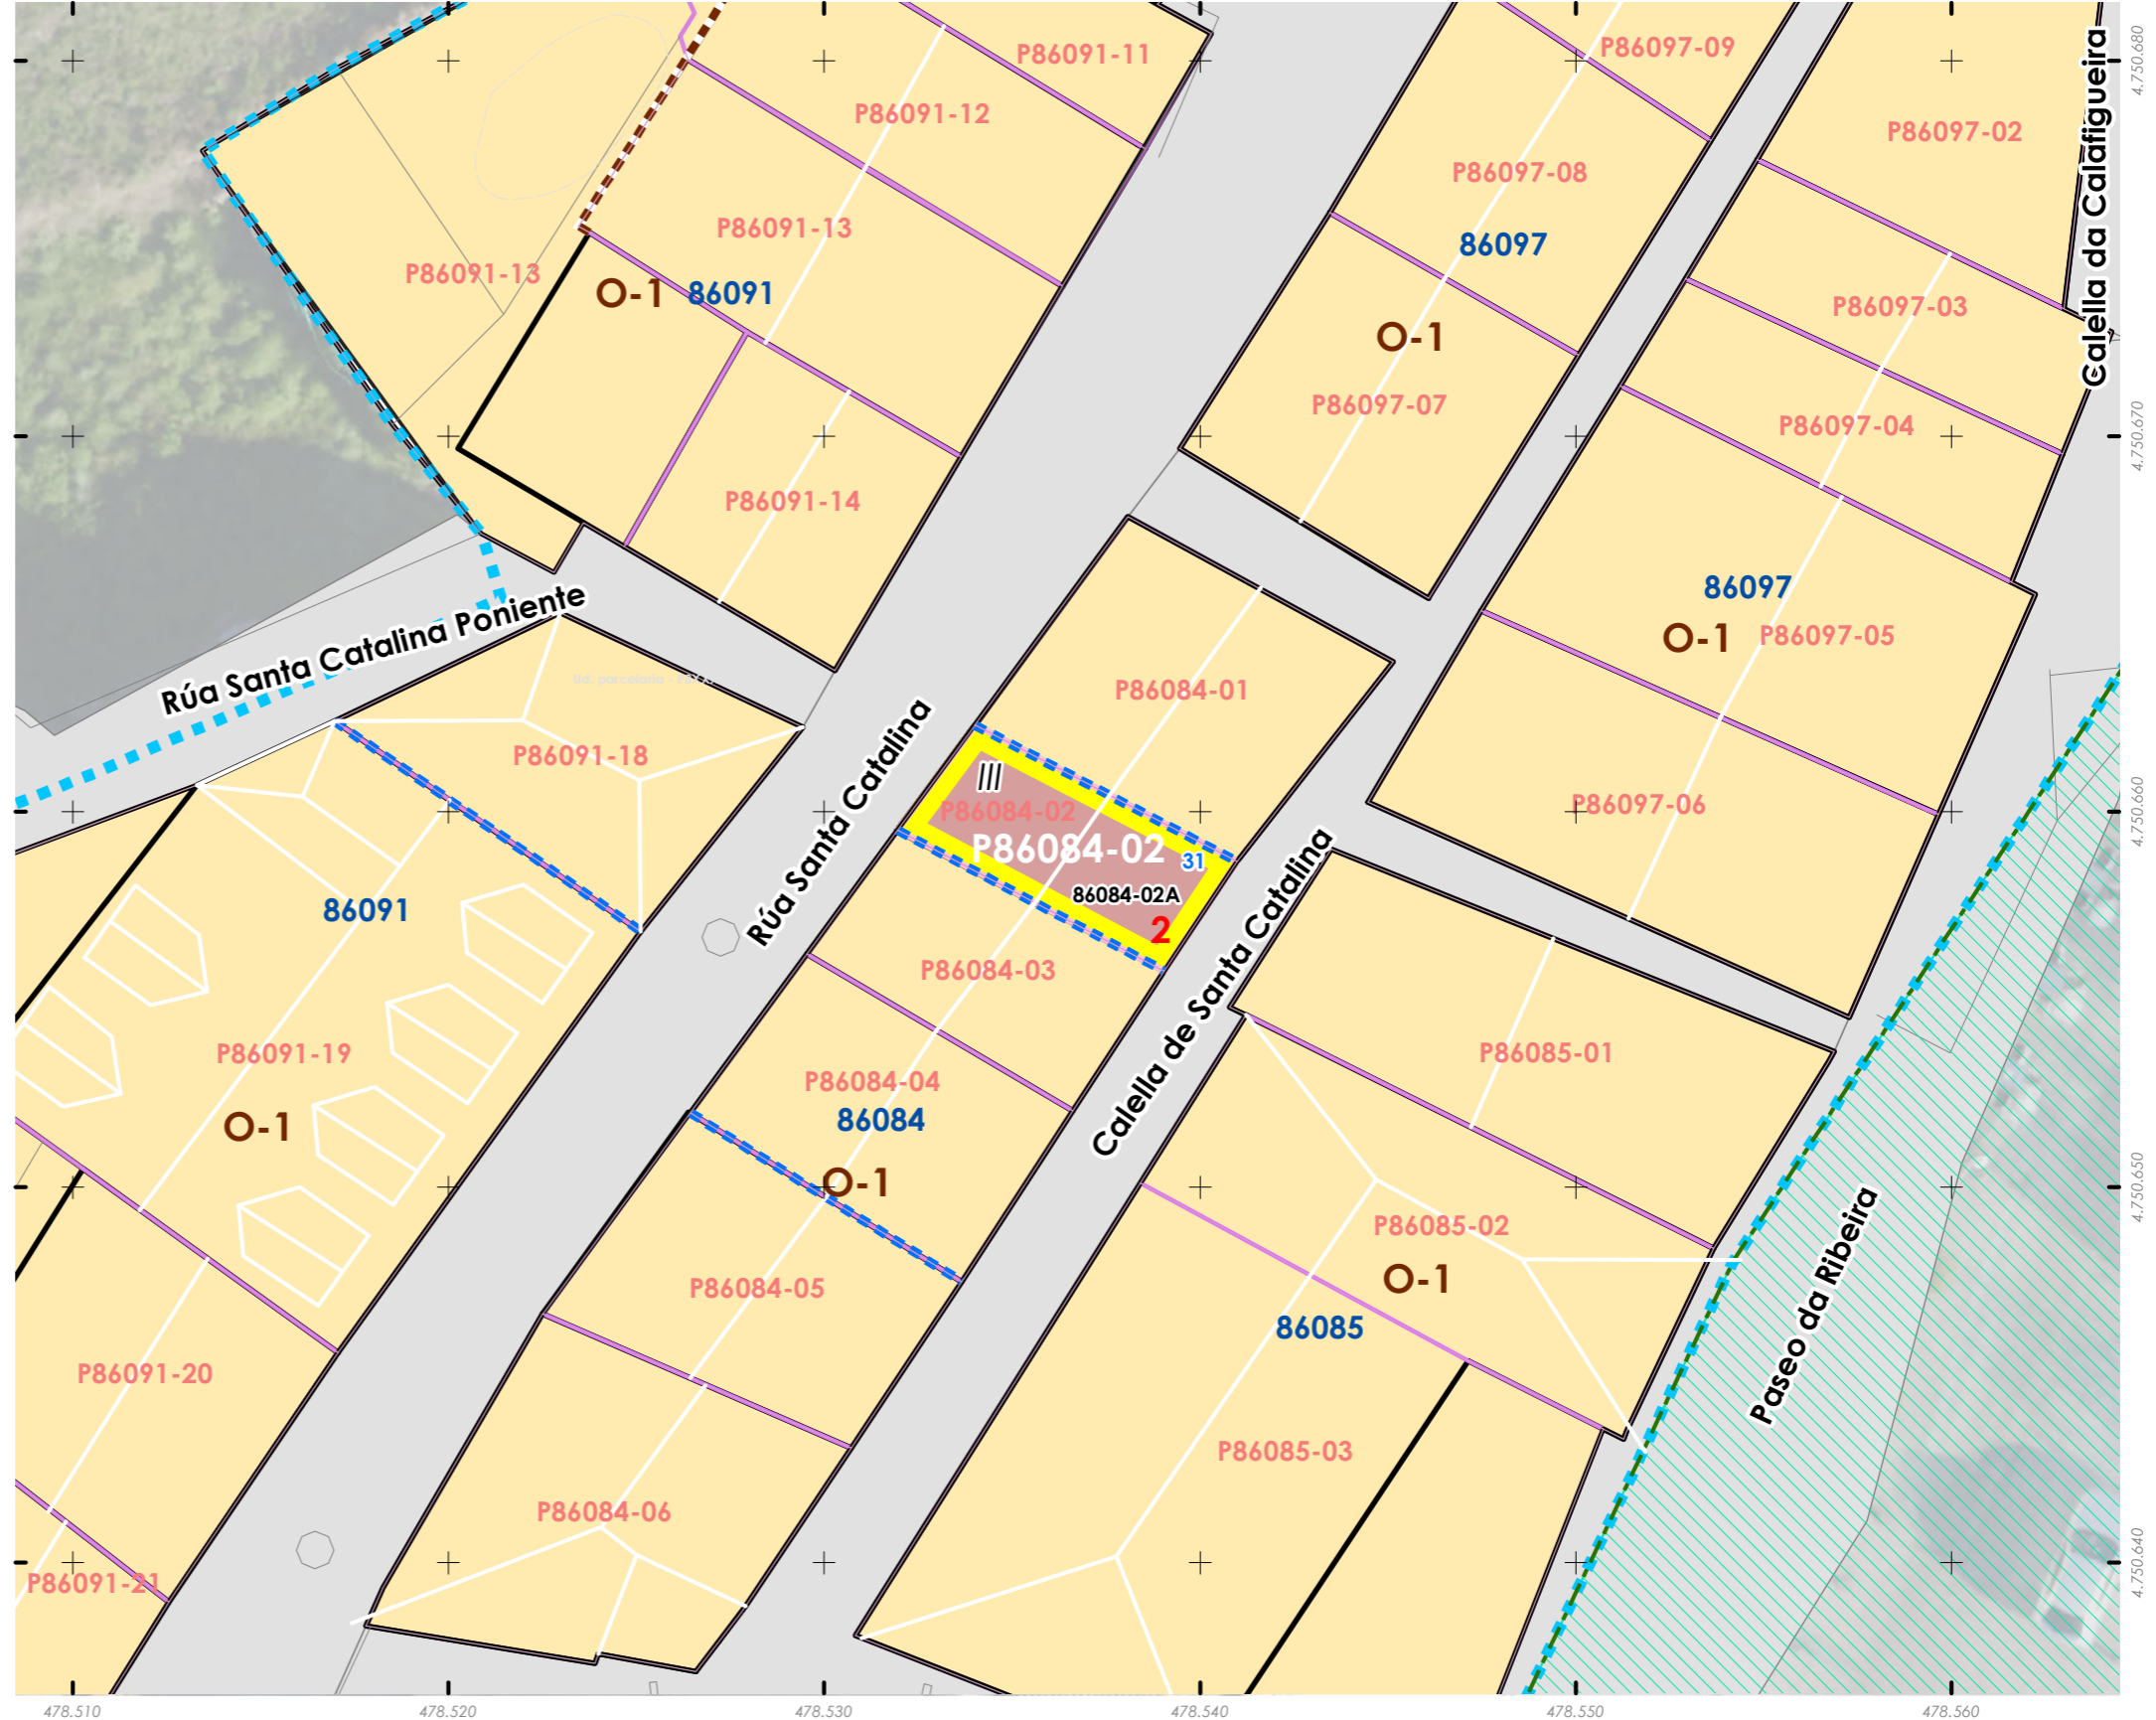 4.750.680
P86091-11
P86097-09
P86091-12
P86097-02
Calella da Calafigueira
P86097-08
P86091-13
86097
P86091-13
O-1
86091
P86097-03
O-1
P86097-07
P86097-04
4.750.670
P86091-14
86097
Rúa Santa Catalina Poniente
O-1
P86097-05
P86084-01
P86091-18
III
P86084-02
P86097-06
4.750.660
P86084-02
31
86084-02A
2
Rúa Santa Catalina
86091
P86084-03
Calella de Santa Catalina
P86091-19
P86085-01
P86084-04
86084
O-1
O-1
4.750.650
P86085-02
O-1
P86084-05
86085
Paseo da Ribeira
P86091-20
P86085-03
P86084-06
P86091-21
4.750.640
478.510
478.520
478.530
478.540
478.550
478.560